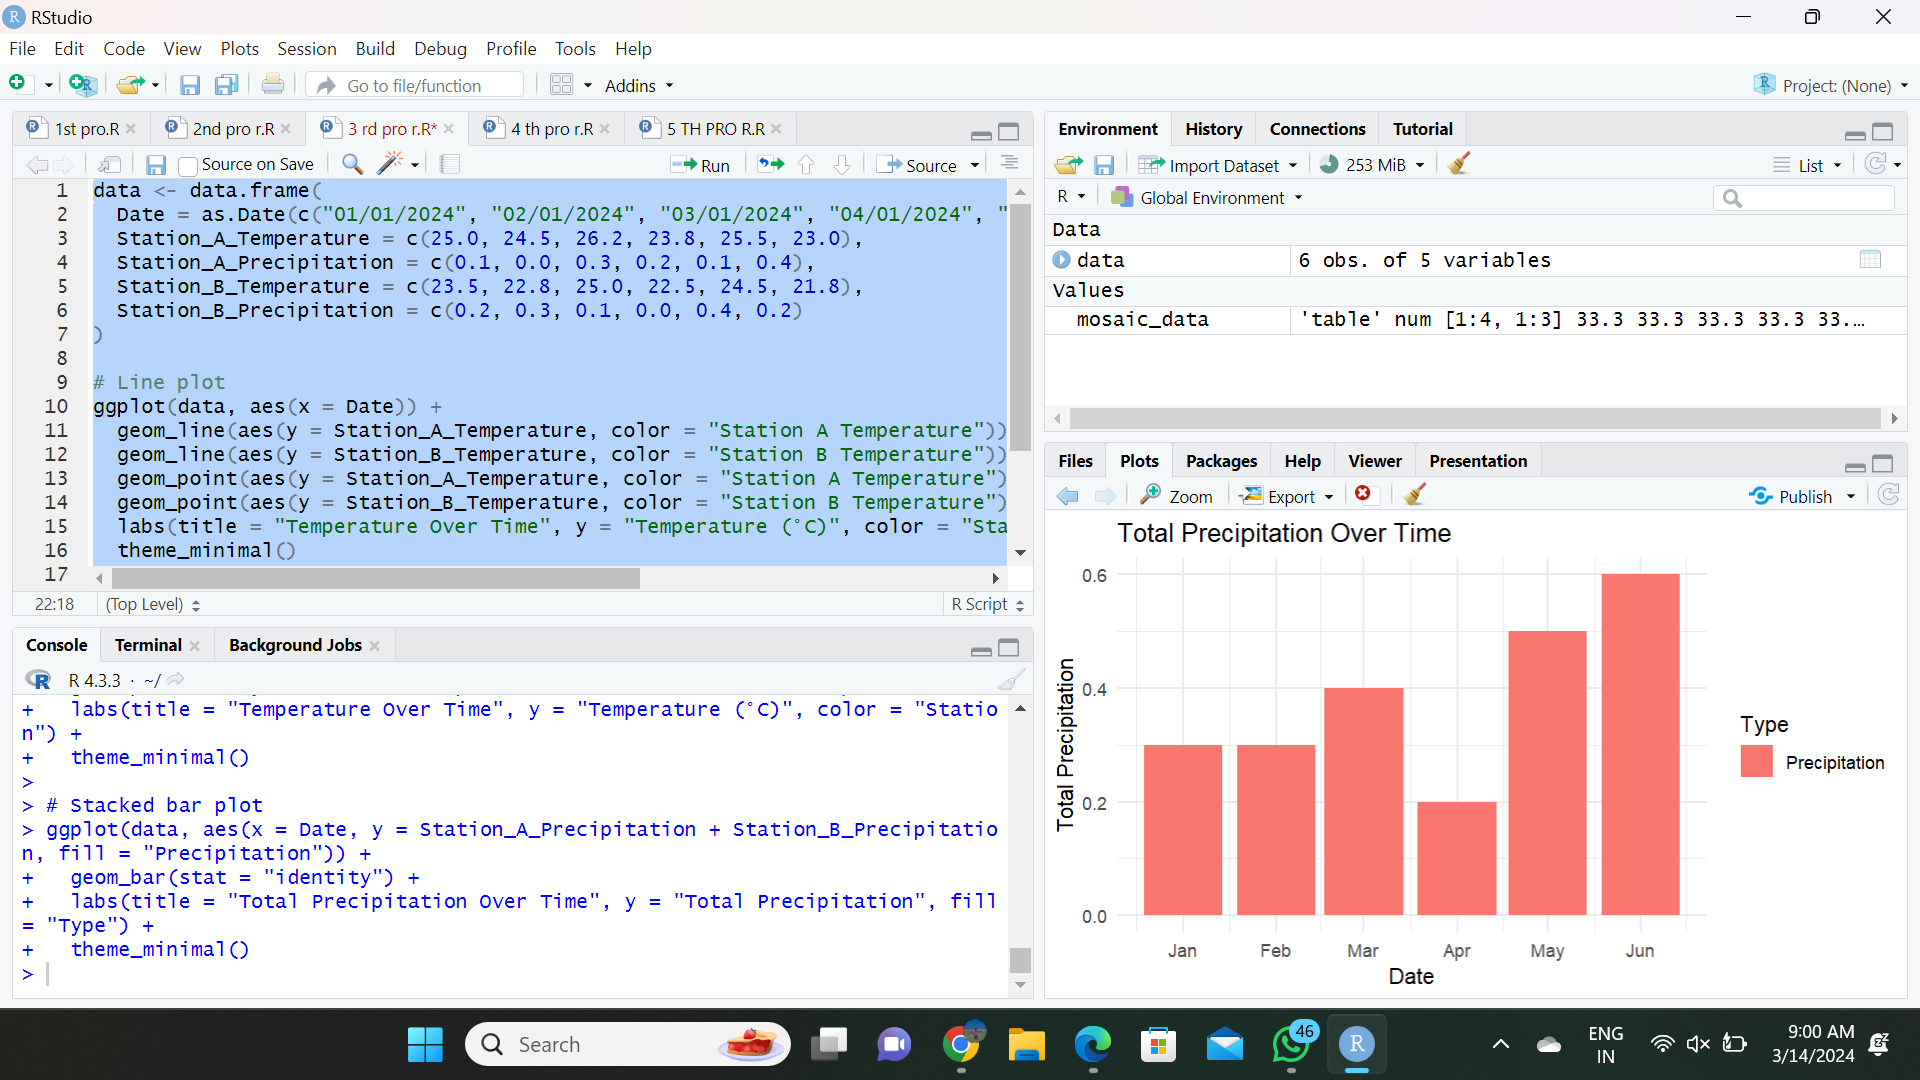 RStudio
File Edit Code View Plots Session Build Debug Profile Tools Help
Go to file/function Addins Project: (None)
1st pro.R 2nd pro r.R 3 rd pro r.R* 4 th pro r.R 5 TH PRO R.R
Source on Save Run Source
1 data <- data.frame(
2 Date = as.Date(c("01/01/2024", "02/01/2024", "03/01/2024", "04/01/2024", "
3 Station_A_Temperature = c(25.0, 24.5, 26.2, 23.8, 25.5, 23.0),
4 Station_A_Precipitation = c(0.1, 0.0, 0.3, 0.2, 0.1, 0.4),
5 Station_B_Temperature = c(23.5, 22.8, 25.0, 22.5, 24.5, 21.8),
6 Station_B_Precipitation = c(0.2, 0.3, 0.1, 0.0, 0.4, 0.2)
7 )
8
9 # Line plot
10 ggplot(data, aes(x = Date)) +
11 geom_line(aes(y = Station_A_Temperature, color = "Station A Temperature"))
12 geom_line(aes(y = Station_B_Temperature, color = "Station B Temperature"))
13 geom_point(aes(y = Station_A_Temperature, color = "Station A Temperature")
14 geom_point(aes(y = Station_B_Temperature, color = "Station B Temperature")
15 labs(title = "Temperature Over Time", y = "Temperature (°C)", color = "Sta
16 theme_minimal()
17
22:18 (Top Level) R Script
Console Terminal Background Jobs
R 4.3.3 · ~/
+ labs(title = "Temperature Over Time", y = "Temperature (°C)", color = "Statio
n") +
+ theme_minimal()
>
> # Stacked bar plot
> ggplot(data, aes(x = Date, y = Station_A_Precipitation + Station_B_Precipitatio
n, fill = "Precipitation")) +
+ geom_bar(stat = "identity") +
+ labs(title = "Total Precipitation Over Time", y = "Total Precipitation", fill
= "Type") +
+ theme_minimal()
>
Environment History Connections Tutorial
Import Dataset 253 MiB List
R Global Environment
Data
data 6 obs. of 5 variables
Values
mosaic_data 'table' num [1:4, 1:3] 33.3 33.3 33.3 33.3 33.…
Files Plots Packages Help Viewer Presentation
Zoom Export Publish
Total Precipitation Over Time
0.6
0.4
0.2
0.0
Total Precipitation
Jan Feb Mar Apr May Jun
Date
Type
Precipitation
Search
46
R
ENG
IN
9:00 AM
3/14/2024